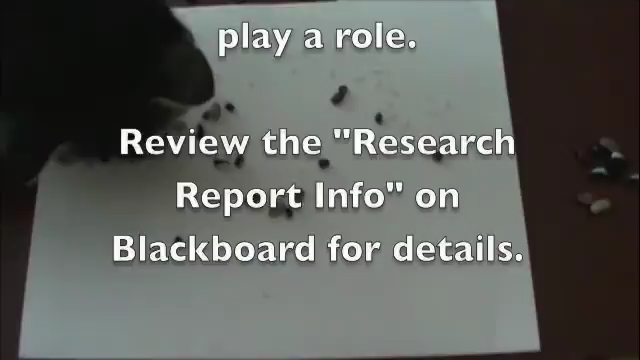 play a role.
Review the "Research
Report Info" on
Blackboard for details.